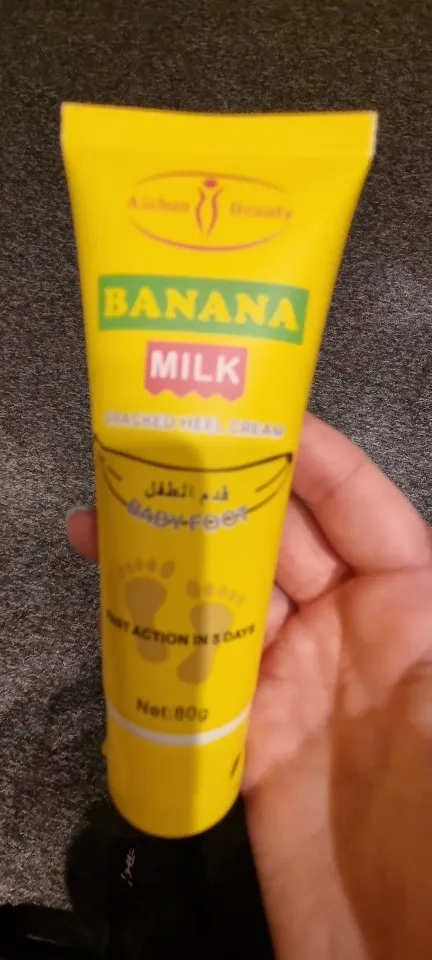 Aichun Beauty
BANANA
MILK
CRACKED HEEL CREAM
قدم الطفل
BABY FOOT
FAST ACTION IN 5 DAYS
Net:80g